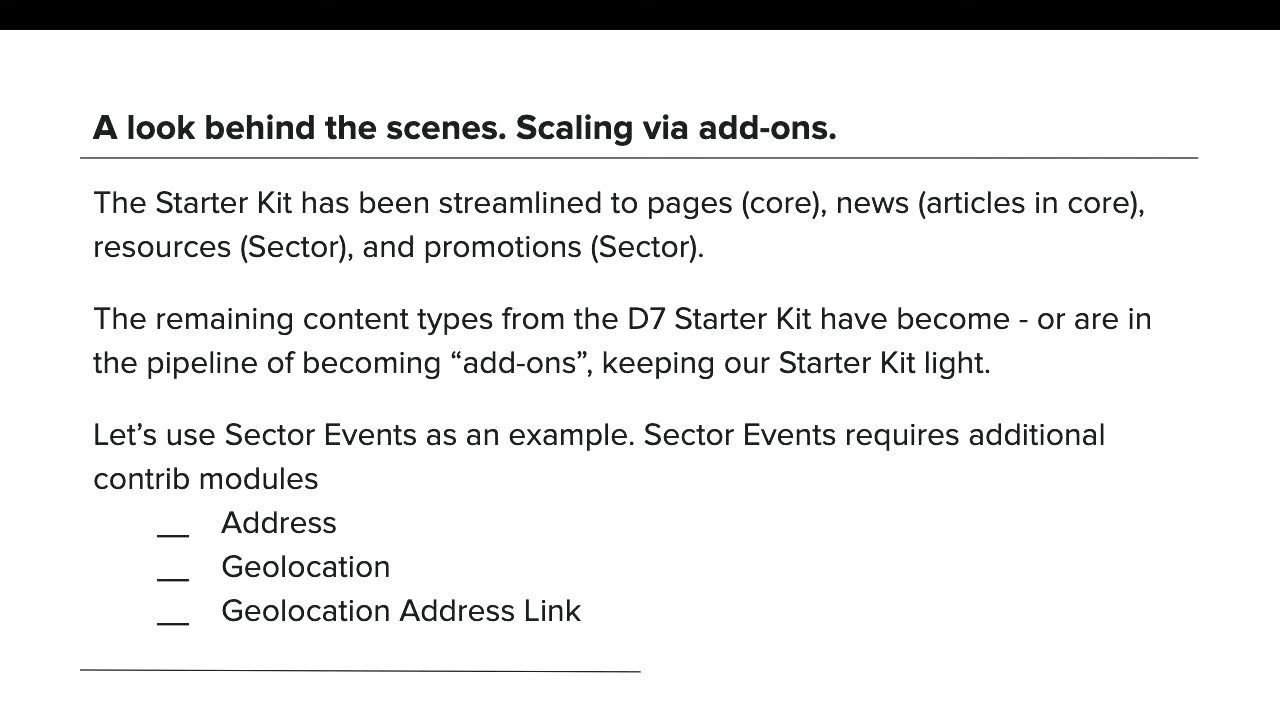 A look behind the scenes. Scaling via add-ons.
The Starter Kit has been streamlined to pages (core), news (articles in core),
resources (Sector), and promotions (Sector).
The remaining content types from the D7 Starter Kit have become - or are in
the pipeline of becoming “add-ons”, keeping our Starter Kit light.
Let’s use Sector Events as an example. Sector Events requires additional
contrib modules
__ Address
__ Geolocation
__ Geolocation Address Link